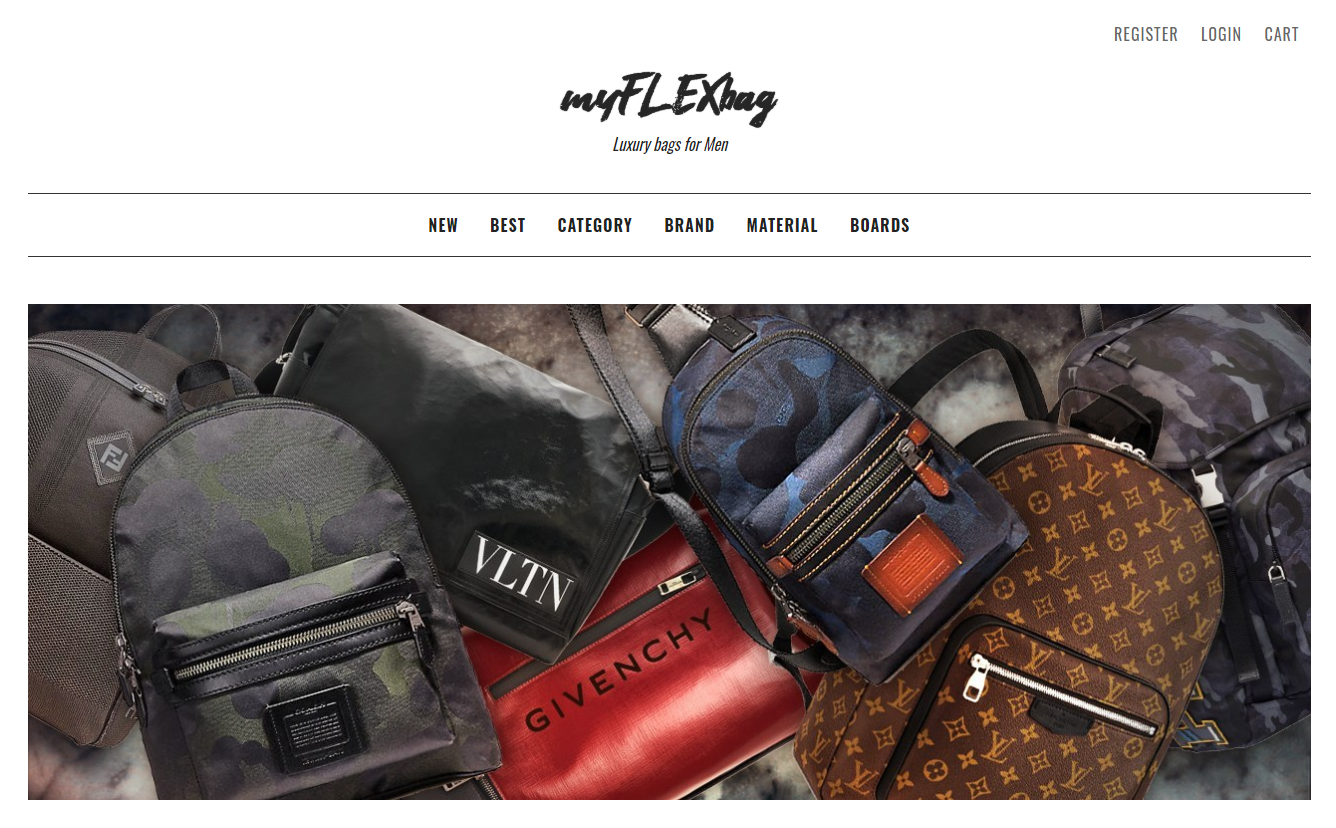 REGISTER LOGIN CART
myFLEXbag
Luxury bags for Men
NEW BEST CATEGORY BRAND MATERIAL BOARDS
VLTN
GIVENCHY